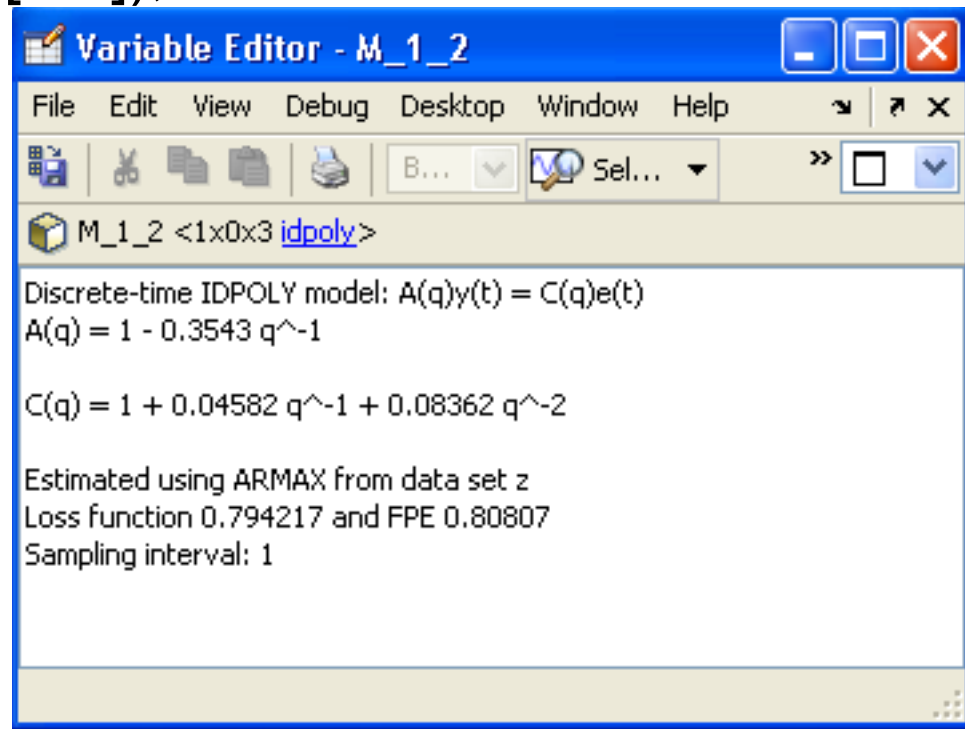 Variable Editor - M_1_2
File Edit View Debug Desktop Window Help
B... Sel... »
M_1_2 <1x0x3 idpoly>
Discrete-time IDPOLY model: A(q)y(t) = C(q)e(t)
A(q) = 1 - 0.3543 q^-1
C(q) = 1 + 0.04582 q^-1 + 0.08362 q^-2
Estimated using ARMAX from data set z
Loss function 0.794217 and FPE 0.80807
Sampling interval: 1